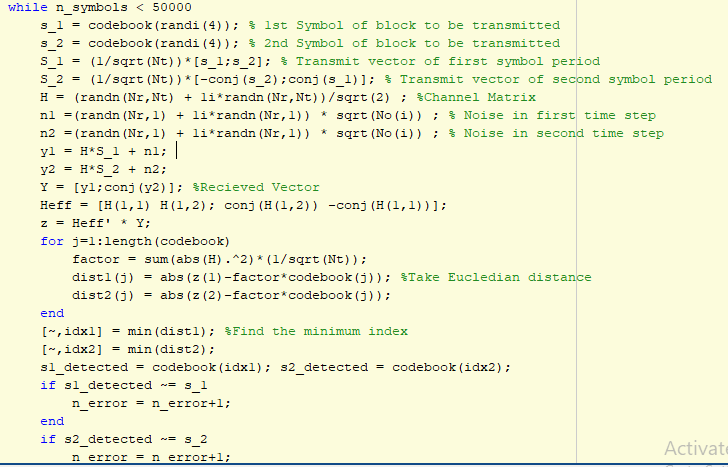 while n_symbols < 50000
s_1 = codebook(randi(4)); % 1st Symbol of block to be transmitted
s_2 = codebook(randi(4)); % 2nd Symbol of block to be transmitted
S_1 = (1/sqrt(Nt))*[s_1;s_2]; % Transmit vector of first symbol period
S_2 = (1/sqrt(Nt))*[-conj(s_2);conj(s_1)]; % Transmit vector of second symbol period
H = (randn(Nr,Nt) + 1i*randn(Nr,Nt))/sqrt(2) ; %Channel Matrix
n1 =(randn(Nr,1) + 1i*randn(Nr,1)) * sqrt(No(i)) ; % Noise in first time step
n2 =(randn(Nr,1) + 1i*randn(Nr,1)) * sqrt(No(i)) ; % Noise in second time step
y1 = H*S_1 + n1;
y2 = H*S_2 + n2;
Y = [y1;conj(y2)]; %Recieved Vector
Heff = [H(1,1) H(1,2); conj(H(1,2)) -conj(H(1,1))];
z = Heff' * Y;
for j=1:length(codebook)
factor = sum(abs(H).^2)*(1/sqrt(Nt));
dist1(j) = abs(z(1)-factor*codebook(j)); %Take Eucledian distance
dist2(j) = abs(z(2)-factor*codebook(j));
end
[~,idx1] = min(dist1); %Find the minimum index
[~,idx2] = min(dist2);
s1_detected = codebook(idx1); s2_detected = codebook(idx2);
if s1_detected ~= s_1
n_error = n_error+1;
end
if s2_detected ~= s_2
n_error = n_error+1;
Activat